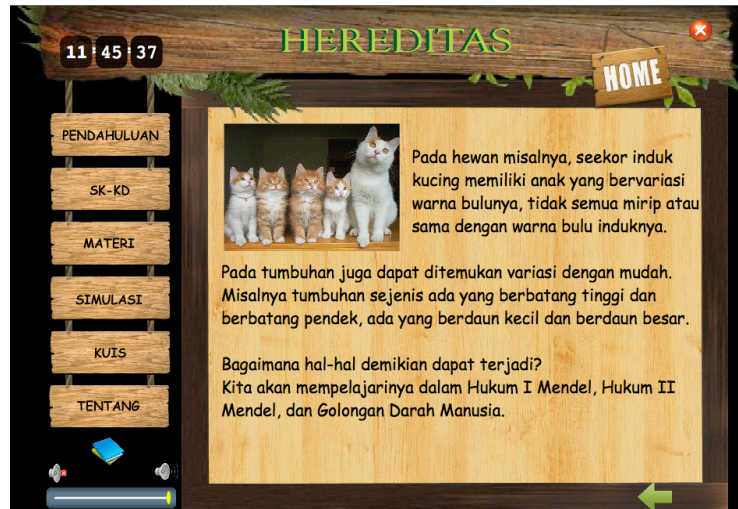 11 : 45 : 37
HEREDITAS
HOME
PENDAHULUAN
SK-KD
MATERI
SIMULASI
KUIS
TENTANG
Pada hewan misalnya, seekor induk
kucing memiliki anak yang bervariasi
warna bulunya, tidak semua mirip atau
sama dengan warna bulu induknya.
Pada tumbuhan juga dapat ditemukan variasi dengan mudah.
Misalnya tumbuhan sejenis ada yang berbatang tinggi dan
berbatang pendek, ada yang berdaun kecil dan berdaun besar.
Bagaimana hal-hal demikian dapat terjadi?
Kita akan mempelajarinya dalam Hukum I Mendel, Hukum II
Mendel, dan Golongan Darah Manusia.